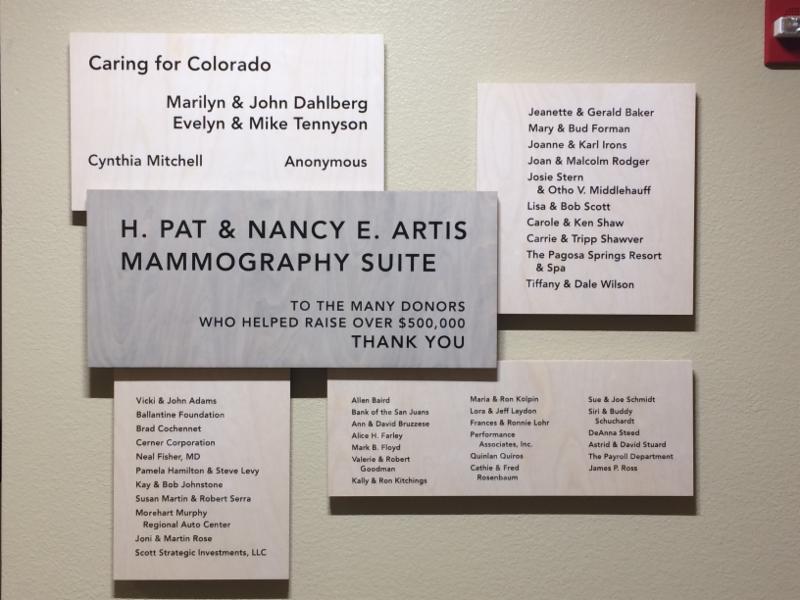 Caring for Colorado
Marilyn & John Dahlberg
Evelyn & Mike Tennyson
Cynthia Mitchell Anonymous
H. PAT & NANCY E. ARTIS
MAMMOGRAPHY SUITE
TO THE MANY DONORS
WHO HELPED RAISE OVER $500,000
THANK YOU
Jeanette & Gerald Baker
Mary & Bud Forman
Joanne & Karl Irons
Joan & Malcolm Rodger
Josie Stern
& Otho V. Middlehauff
Lisa & Bob Scott
Carole & Ken Shaw
Carrie & Tripp Shawver
The Pagosa Springs Resort
& Spa
Tiffany & Dale Wilson
Vicki & John Adams
Ballantine Foundation
Brad Cochennet
Cerner Corporation
Neal Fisher, MD
Pamela Hamilton & Steve Levy
Kay & Bob Johnstone
Susan Martin & Robert Serra
Morehart Murphy
Regional Auto Center
Joni & Martin Rose
Scott Strategic Investments, LLC
Allen Baird
Bank of the San Juans
Ann & David Bruzzese
Alice H. Farley
Mark B. Floyd
Valerie & Robert
Goodman
Kally & Ron Kitchings
Maria & Ron Kolpin
Lora & Jeff Laydon
Frances & Ronnie Lohr
Performance
Associates, Inc.
Quinlan Quiros
Cathie & Fred
Rosenbaum
Sue & Joe Schmidt
Siri & Buddy
Schuchardt
DeAnna Steed
Astrid & David Stuard
The Payroll Department
James P. Ross